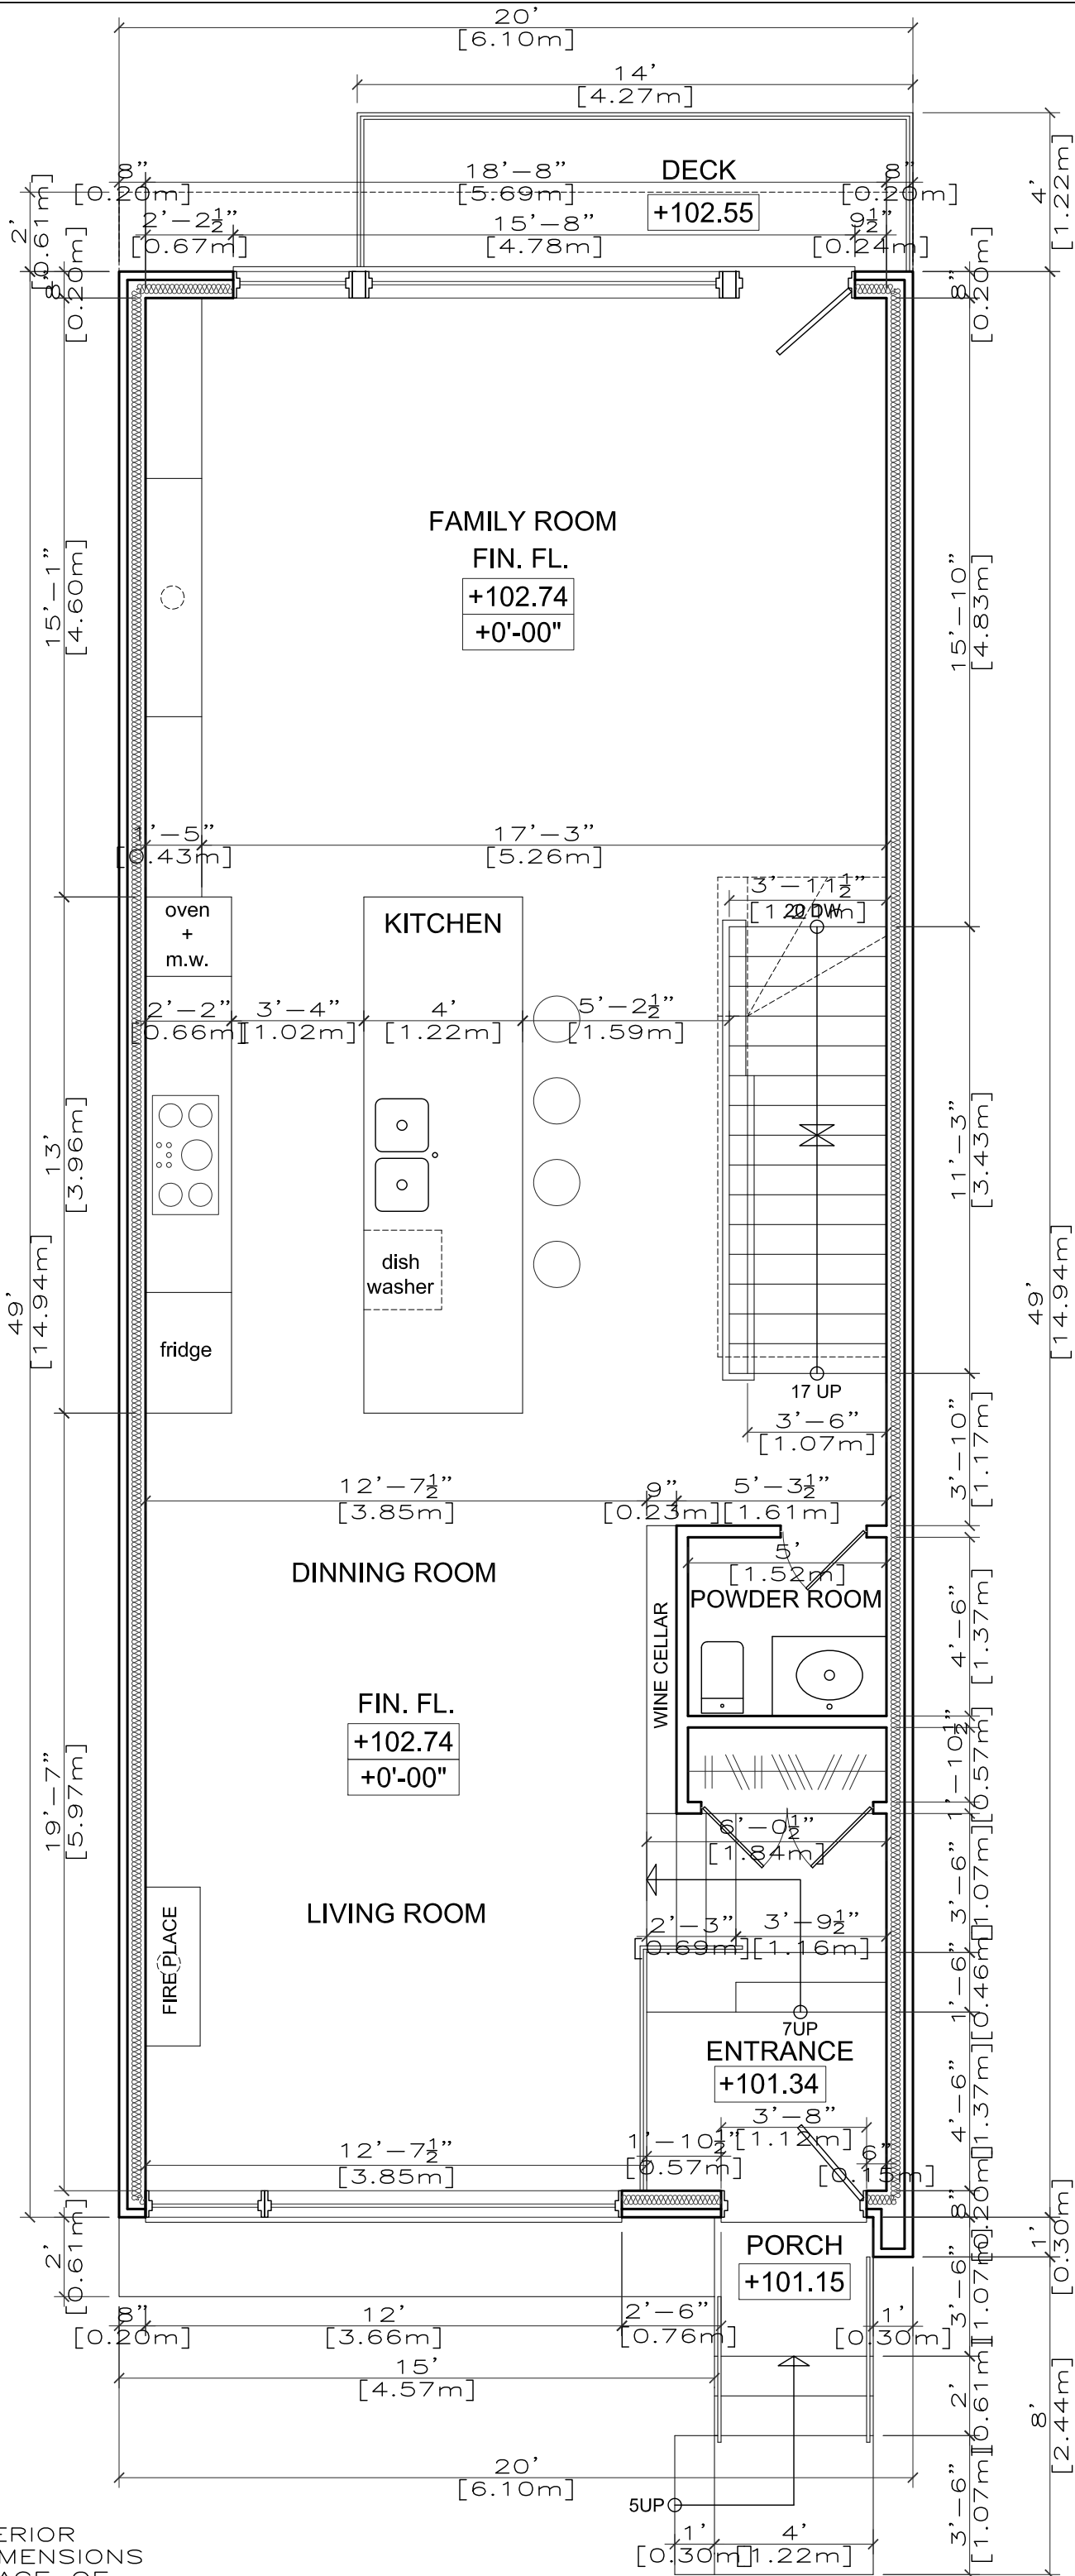 20'
[6.10m]
14'
[4.27m]
DECK
+102.55
4'
[1.22m]
8"
[0.20m]
18'-8"
[5.69m]
8"
[0.20m]
2'-2½"
[0.67m]
15'-8"
[4.78m]
9½"
[0.24m]
2'
[0.61m]
8"
[0.20m]
8"
[0.20m]
FAMILY ROOM
FIN. FL.
+102.74
+0'-00"
15'-1"
[4.60m]
15'-10"
[4.83m]
1'-5"
[0.43m]
17'-3"
[5.26m]
3'-11½"
20 DW
oven
+
m.w.
KITCHEN
2'-2"
[0.66m]
3'-4"
[1.02m]
4'
[1.22m]
5'-2½"
[1.59m]
13'
[3.96m]
11'-3"
[3.43m]
49'
[14.94m]
49'
[14.94m]
dish
washer
fridge
17 UP
3'-6"
[1.07m]
3'-10"
[1.17m]
12'-7½"
[3.85m]
9"
[0.23m]
5'-3½"
[1.61m]
DINNING ROOM
5'
[1.52m]
POWDER ROOM
WINE CELLAR
4'-6"
[1.37m]
FIN. FL.
+102.74
+0'-00"
1'-10½"
[0.57m]
19'-7"
[5.97m]
6'-0½"
[1.84m]
3'-6"
[1.07m]
LIVING ROOM
FIRE PLACE
2'-3"
[0.69m]
3'-9½"
[1.16m]
1'-6"
[0.46m]
7UP
ENTRANCE
+101.34
4'-6"
[1.37m]
3'-8"
[1.12m]
12'-7½"
[3.85m]
1'-10½"
[0.57m]
6"
[0.15m]
8"
[0.20m]
2'
[0.61m]
PORCH
+101.15
1'
[0.30m]
3'-6"
[1.07m]
8"
[0.20m]
12'
[3.66m]
2'-6"
[0.76m]
1'
[0.30m]
15'
[4.57m]
2'
[0.61m]
8'
[2.44m]
20'
[6.10m]
5UP
3'-6"
[1.07m]
1'
[0.30m]
4'
[1.22m]
ERIOR
MENSIONS